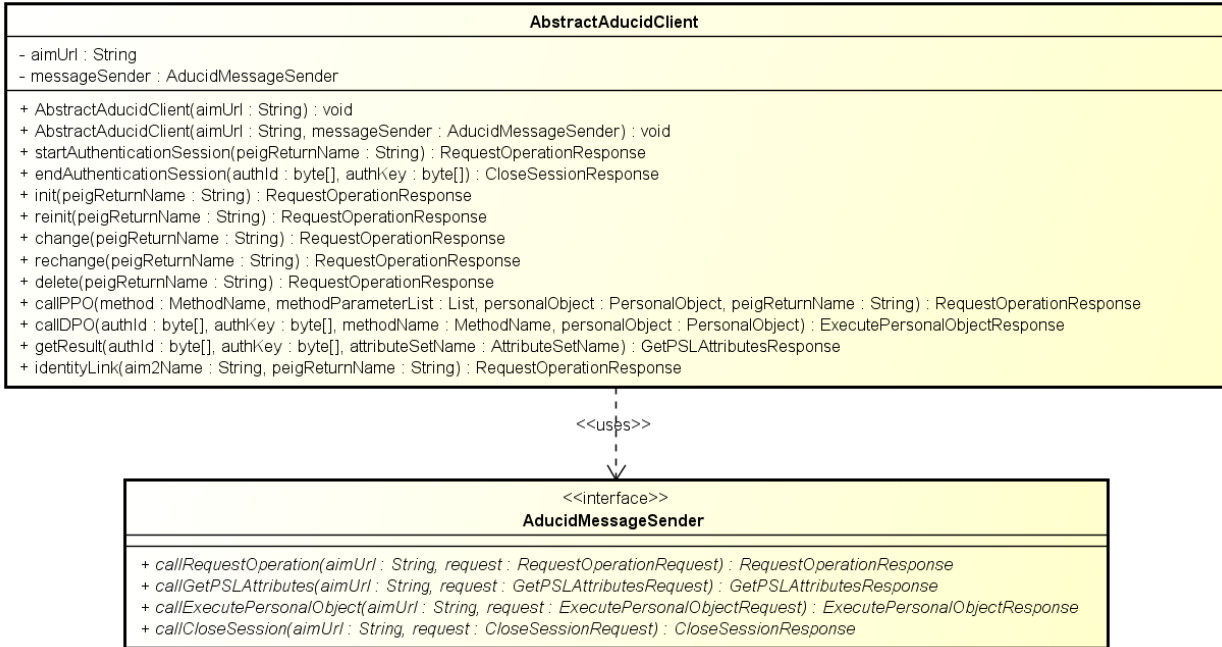 AbstractAducidClient
- aimUrl : String
- messageSender : AducidMessageSender
+ AbstractAducidClient(aimUrl : String) : void
+ AbstractAducidClient(aimUrl : String, messageSender : AducidMessageSender) : void
+ startAuthenticationSession(peigReturnName : String) : RequestOperationResponse
+ endAuthenticationSession(authId : byte[], authKey : byte[]) : CloseSessionResponse
+ init(peigReturnName : String) : RequestOperationResponse
+ reinit(peigReturnName : String) : RequestOperationResponse
+ change(peigReturnName : String) : RequestOperationResponse
+ rechange(peigReturnName : String) : RequestOperationResponse
+ delete(peigReturnName : String) : RequestOperationResponse
+ callPPO(method : MethodName, methodParameterList : List, personalObject : PersonalObject, peigReturnName : String) : RequestOperationResponse
+ callDPO(authId : byte[], authKey : byte[], methodName : MethodName, personalObject : PersonalObject) : ExecutePersonalObjectResponse
+ getResult(authId : byte[], authKey : byte[], attributeSetName : AttributeSetName) : GetPSLAttributesResponse
+ identityLink(aim2Name : String, peigReturnName : String) : RequestOperationResponse
<<uses>>
<<interface>>
AducidMessageSender
+ callRequestOperation(aimUrl : String, request : RequestOperationRequest) : RequestOperationResponse
+ callGetPSLAttributes(aimUrl : String, request : GetPSLAttributesRequest) : GetPSLAttributesResponse
+ callExecutePersonalObject(aimUrl : String, request : ExecutePersonalObjectRequest) : ExecutePersonalObjectResponse
+ callCloseSession(aimUrl : String, request : CloseSessionRequest) : CloseSessionResponse